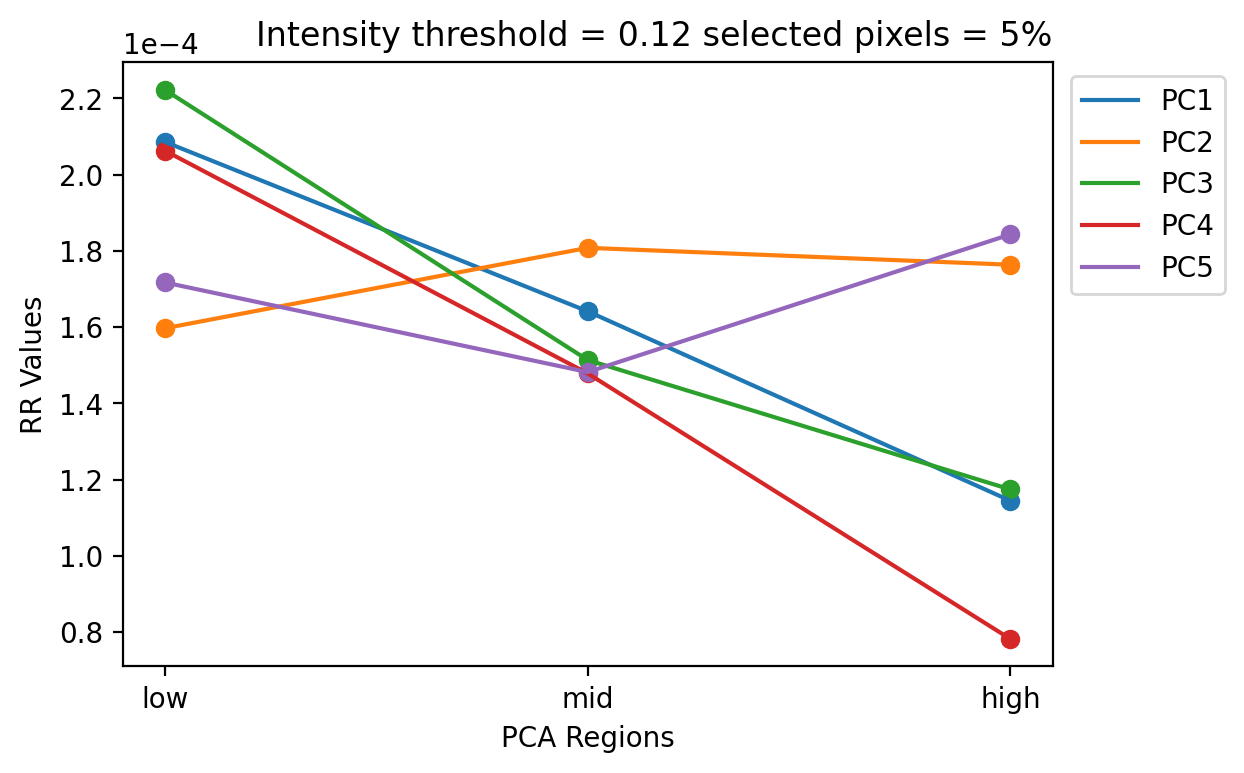 Intensity threshold = 0.12 selected pixels = 5%
1e−4
2.2
2.0
1.8
1.6
1.4
1.2
1.0
0.8
RR Values
low
mid
high
PCA Regions
PC1
PC2
PC3
PC4
PC5